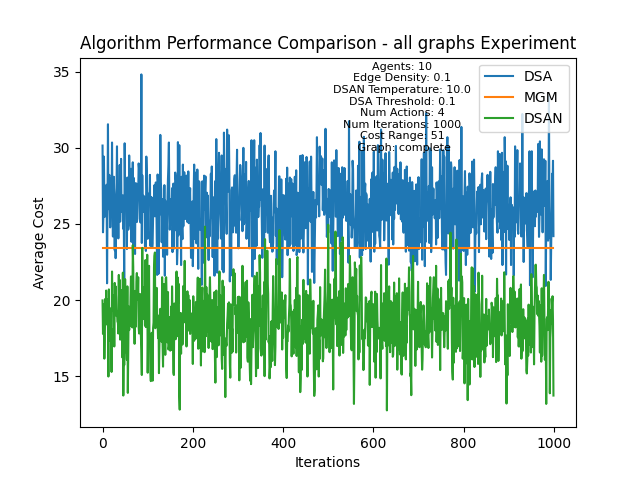 Algorithm Performance Comparison - all graphs Experiment
Agents: 10
Edge Density: 0.1
DSAN Temperature: 10.0
DSA Threshold: 0.1
Num Actions: 4
Num Iterations: 1000
Cost Range: 51
Graph: complete
DSA
MGM
DSAN
35
30
25
20
15
Average Cost
0 200 400 600 800 1000
Iterations